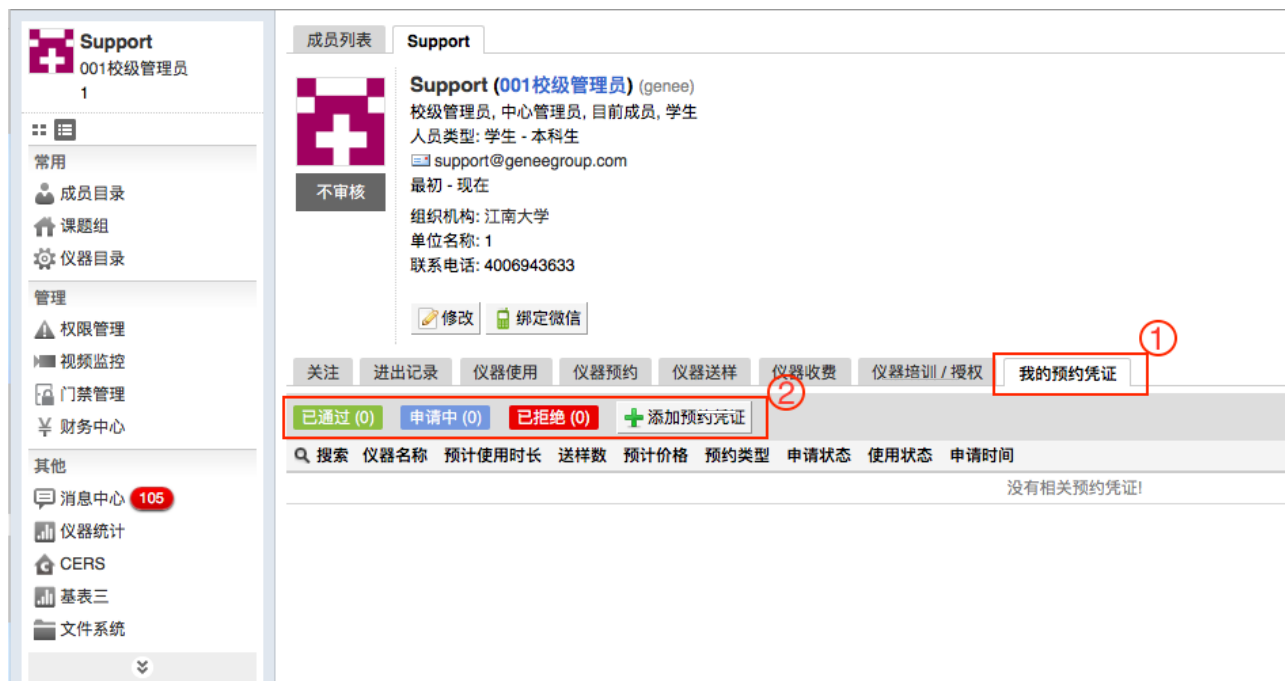 Support
001校级管理员
1
常用
成员目录
课题组
仪器目录
管理
权限管理
视频监控
门禁管理
财务中心
其他
消息中心 105
仪器统计
CERS
基表三
文件系统
成员列表 Support
Support (001校级管理员) (genee)
校级管理员, 中心管理员, 目前成员, 学生
人员类型: 学生 - 本科生
support@geneegroup.com
最初 - 现在
不审核
组织机构: 江南大学
单位名称: 1
联系电话: 4006943633
修改 绑定微信
①
关注 进出记录 仪器使用 仪器预约 仪器送样 仪器收费 仪器培训 / 授权 我的预约凭证
②
已通过 (0) 申请中 (0) 已拒绝 (0) 添加预约凭证
搜索 仪器名称 预计使用时长 送样数 预计价格 预约类型 申请状态 使用状态 申请时间
没有相关预约凭证!